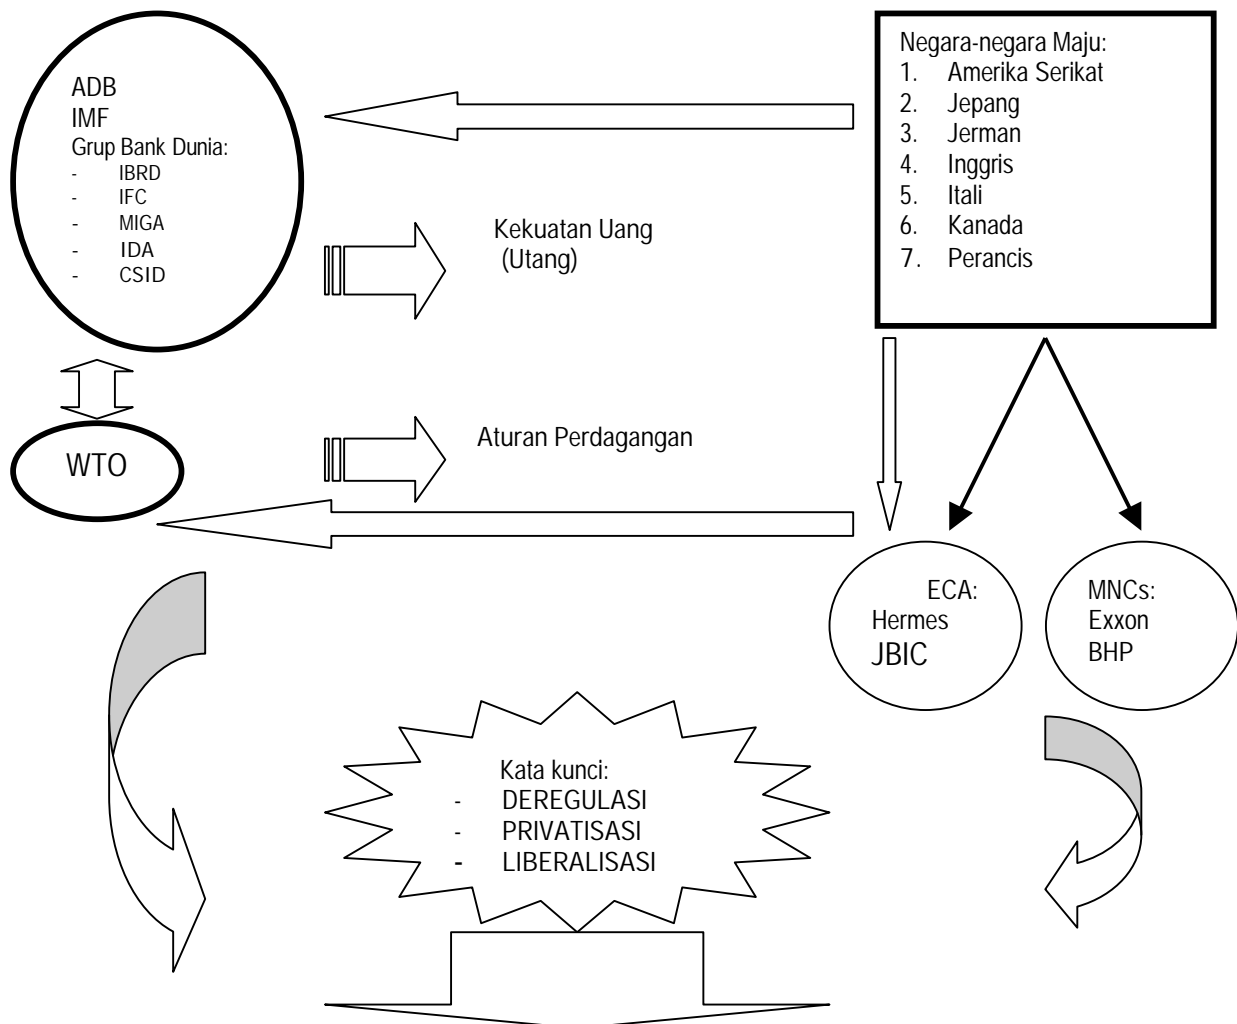 ADB
IMF
Grup Bank Dunia:
- IBRD
- IFC
- MIGA
- IDA
- CSID
Negara-negara Maju:
1. Amerika Serikat
2. Jepang
3. Jerman
4. Inggris
5. Itali
6. Kanada
7. Perancis
Kekuatan Uang
(Utang)
WTO
Aturan Perdagangan
ECA:
Hermes
JBIC
MNCs:
Exxon
BHP
Kata kunci:
- DEREGULASI
- PRIVATISASI
- LIBERALISASI